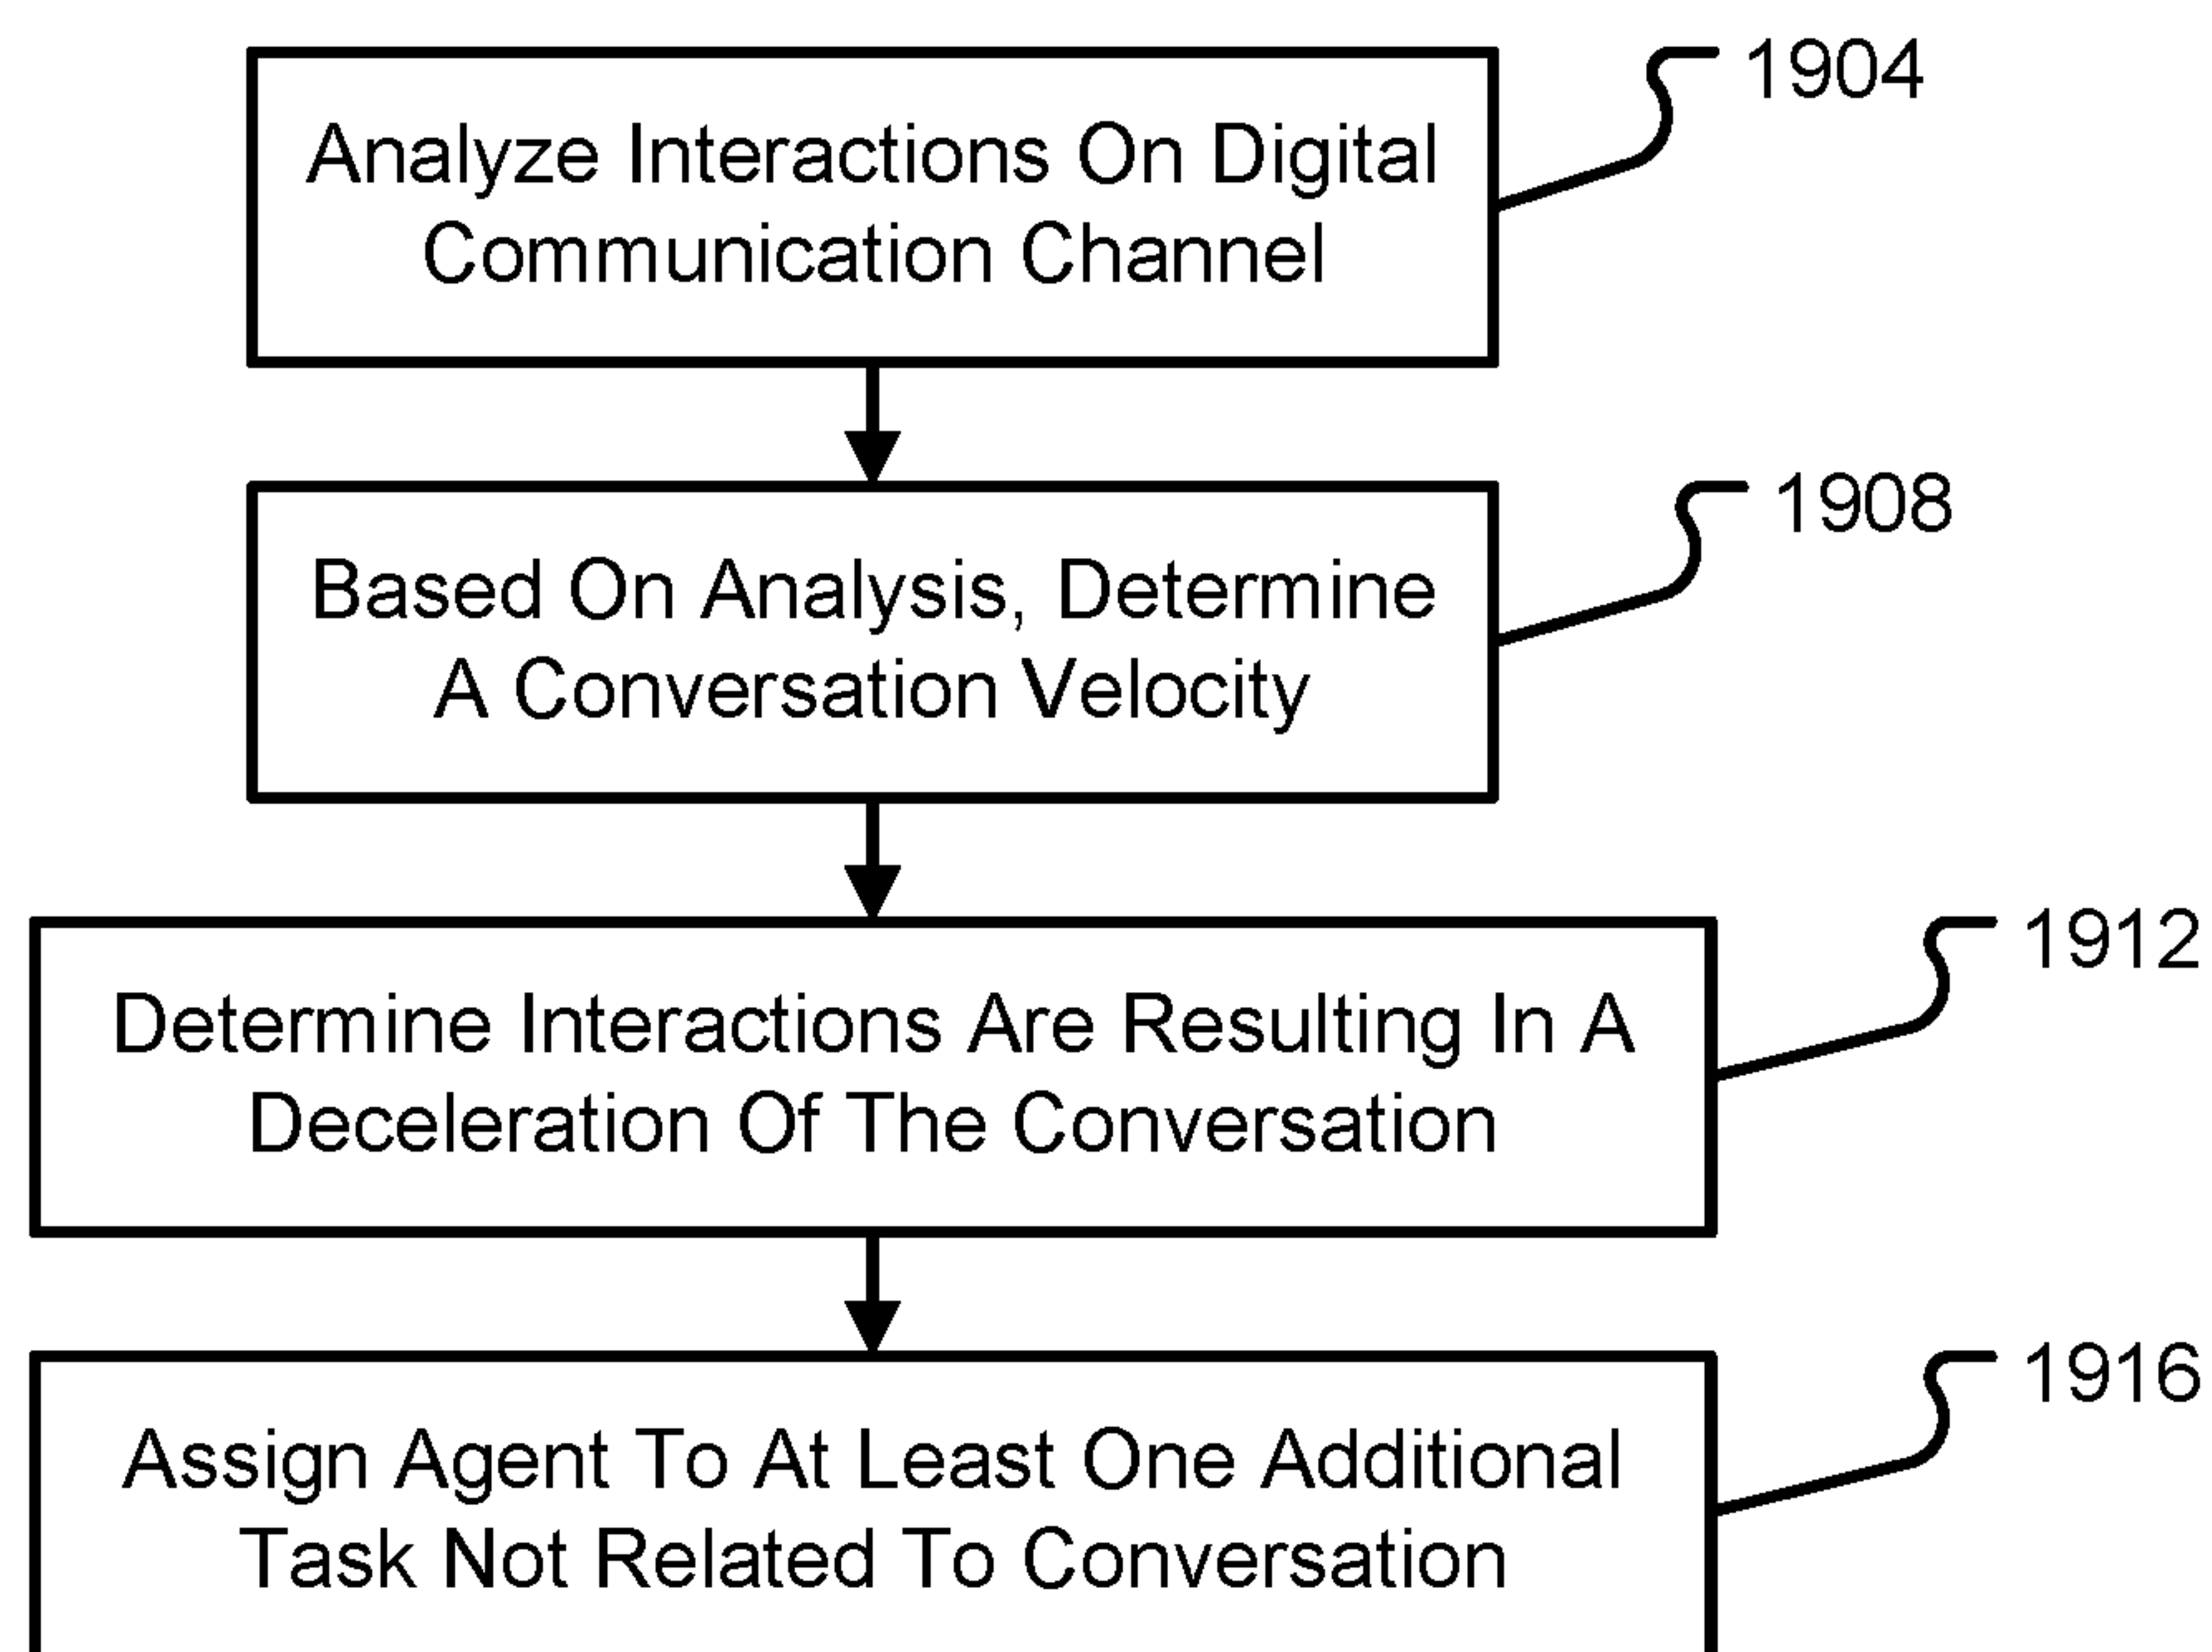 1904
Analyze Interactions On Digital
Communication Channel
1908
Based On Analysis, Determine
A Conversation Velocity
1912
Determine Interactions Are Resulting In A
Deceleration Of The Conversation
1916
Assign Agent To At Least One Additional
Task Not Related To Conversation